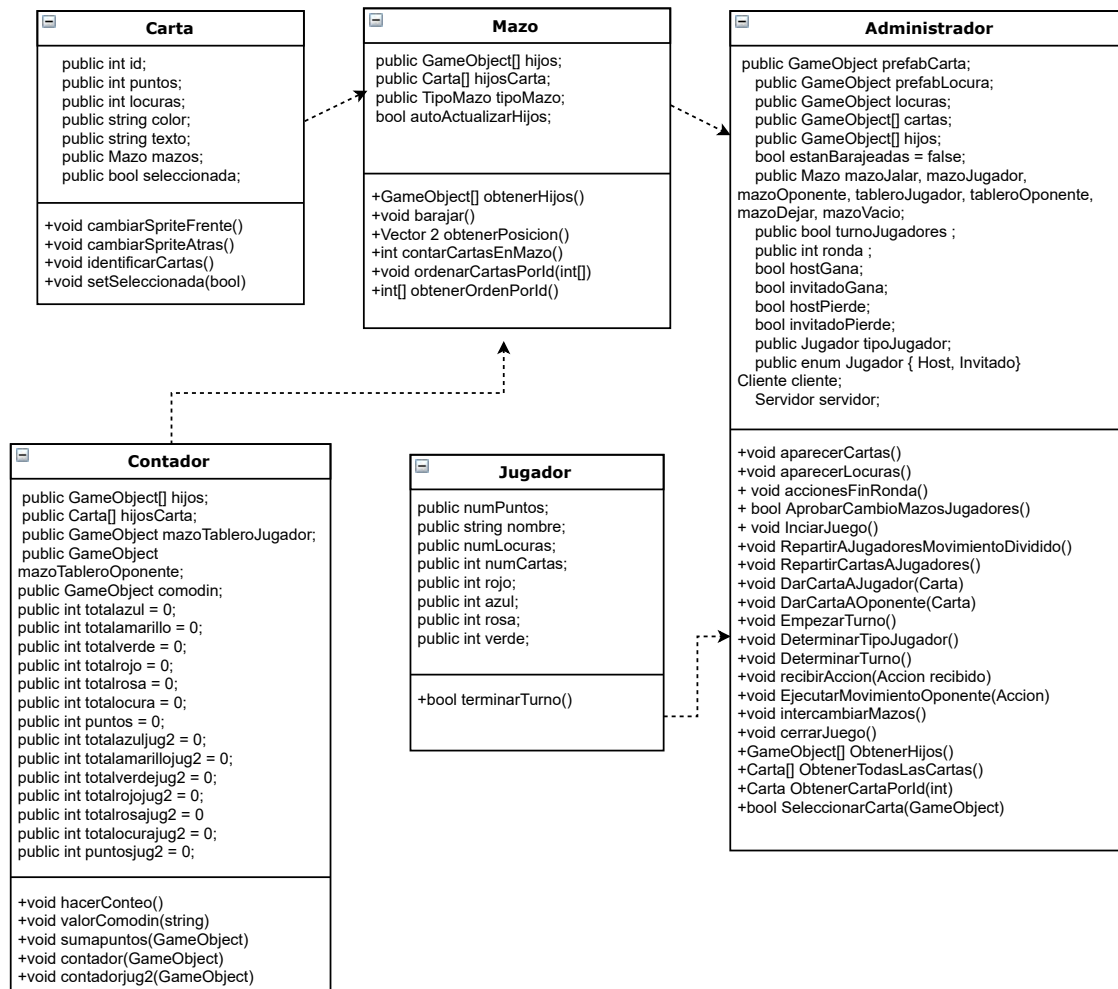 Carta
public int id;
public int puntos;
public int locuras;
public string color;
public string texto;
public Mazo mazos;
public bool seleccionada;
+void cambiarSpriteFrente()
+void cambiarSpriteAtras()
+void identificarCartas()
+void setSeleccionada(bool)
Mazo
public GameObject[] hijos;
public Carta[] hijosCarta;
public TipoMazo tipoMazo;
bool autoActualizarHijos;
+GameObject[] obtenerHijos()
+void barajar()
+Vector 2 obtenerPosicion()
+int contarCartasEnMazo()
+void ordenarCartasPorId(int[])
+int[] obtenerOrdenPorId()
Administrador
public GameObject prefabCarta;
public GameObject prefabLocura;
public GameObject locuras;
public GameObject[] cartas;
public GameObject[] hijos;
bool estanBarajeadas = false;
public Mazo mazoJalar, mazoJugador,
mazoOponente, tableroJugador, tableroOponente,
mazoDejar, mazoVacio;
public bool turnoJugadores ;
public int ronda ;
bool hostGana;
bool invitadoGana;
bool hostPierde;
bool invitadoPierde;
public Jugador tipoJugador;
public enum Jugador { Host, Invitado}
Cliente cliente;
Servidor servidor;
+void aparecerCartas()
+void aparecerLocuras()
+ void accionesFinRonda()
+ bool AprobarCambioMazosJugadores()
+ void InciarJuego()
+void RepartirAJugadoresMovimientoDividido()
+void RepartirCartasAJugadores()
+void DarCartaAJugador(Carta)
+void DarCartaAOponente(Carta)
+void EmpezarTurno()
+void DeterminarTipoJugador()
+void DeterminarTurno()
+void recibirAccion(Accion recibido)
+void EjecutarMovimientoOponente(Accion)
+void intercambiarMazos()
+void cerrarJuego()
+GameObject[] ObtenerHijos()
+Carta[] ObtenerTodasLasCartas()
+Carta ObtenerCartaPorId(int)
+bool SeleccionarCarta(GameObject)
Contador
public GameObject[] hijos;
public Carta[] hijosCarta;
public GameObject mazoTableroJugador;
public GameObject
mazoTableroOponente;
public GameObject comodin;
public int totalazul = 0;
public int totalamarillo = 0;
public int totalverde = 0;
public int totalrojo = 0;
public int totalrosa = 0;
public int totalocura = 0;
public int puntos = 0;
public int totalazuljug2 = 0;
public int totalamarillojug2 = 0;
public int totalverdejug2 = 0;
public int totalrojojug2 = 0;
public int totalrosajug2 = 0
public int totalocurajug2 = 0;
public int puntosjug2 = 0;
+void hacerConteo()
+void valorComodin(string)
+void sumapuntos(GameObject)
+void contador(GameObject)
+void contadorjug2(GameObject)
Jugador
public numPuntos;
public string nombre;
public numLocuras;
public int numCartas;
public int rojo;
public int azul;
public int rosa;
public int verde;
+bool terminarTurno()